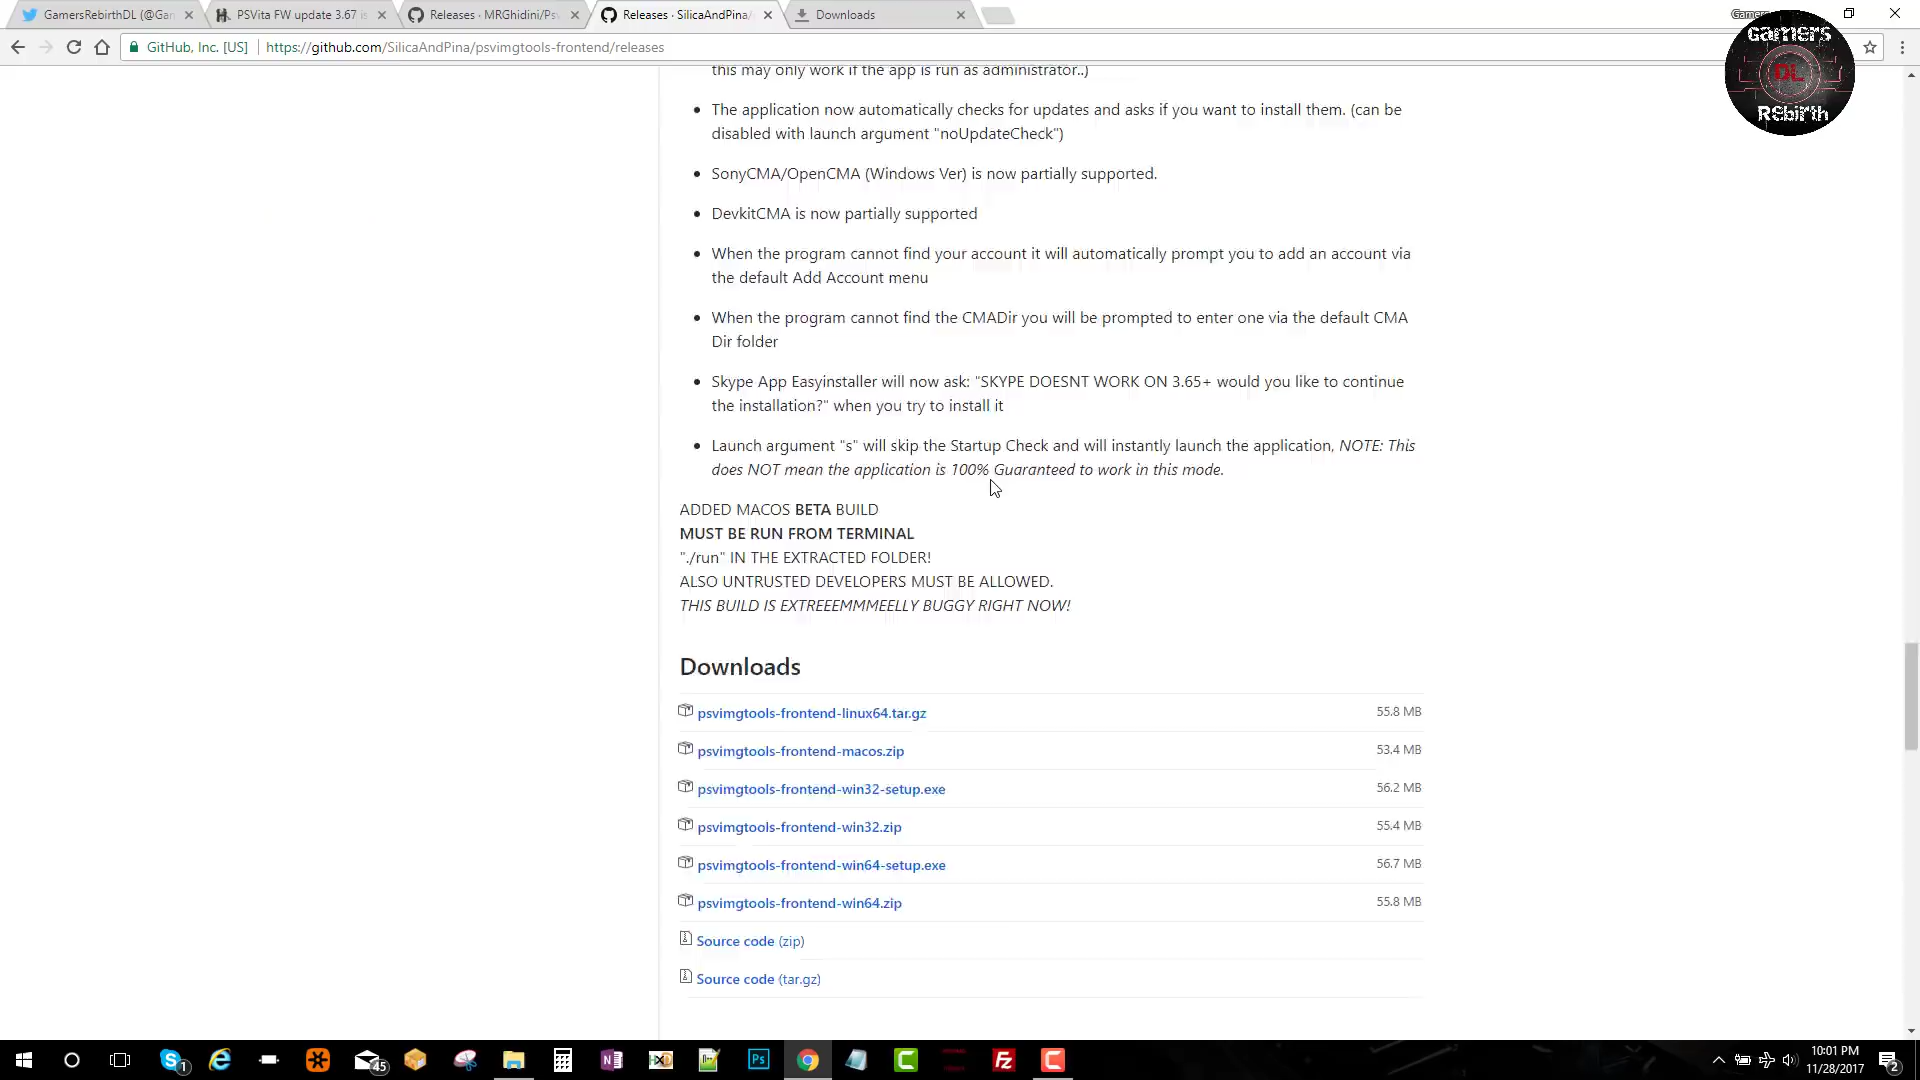 GamersRebirthDL (@Gam
PSVita FW update 3.67 is
Releases · MRGhidini/Psv
Releases · SilicaAndPina/
Downloads
GitHub, Inc. [US]
https://github.com/SilicaAndPina/psvimgtools-frontend/releases
GamerS
DL
REbirth
this may only work if the app is run as administrator..)
The application now automatically checks for updates and asks if you want to install them. (can be
disabled with launch argument "noUpdateCheck")
SonyCMA/OpenCMA (Windows Ver) is now partially supported.
DevkitCMA is now partially supported
When the program cannot find your account it will automatically prompt you to add an account via
the default Add Account menu
When the program cannot find the CMADir you will be prompted to enter one via the default CMA
Dir folder
Skype App Easyinstaller will now ask: "SKYPE DOESNT WORK ON 3.65+ would you like to continue
the installation?" when you try to install it
Launch argument "s" will skip the Startup Check and will instantly launch the application, NOTE: This
does NOT mean the application is 100% Guaranteed to work in this mode.
ADDED MACOS BETA BUILD
MUST BE RUN FROM TERMINAL
"./run" IN THE EXTRACTED FOLDER!
ALSO UNTRUSTED DEVELOPERS MUST BE ALLOWED.
THIS BUILD IS EXTREEEMMMEELLY BUGGY RIGHT NOW!
Downloads
psvimgtools-frontend-linux64.tar.gz 55.8 MB
psvimgtools-frontend-macos.zip 53.4 MB
psvimgtools-frontend-win32-setup.exe 56.2 MB
psvimgtools-frontend-win32.zip 55.4 MB
psvimgtools-frontend-win64-setup.exe 56.7 MB
psvimgtools-frontend-win64.zip 55.8 MB
Source code (zip)
Source code (tar.gz)
1
45
Ps
10:01 PM
11/28/2017
2